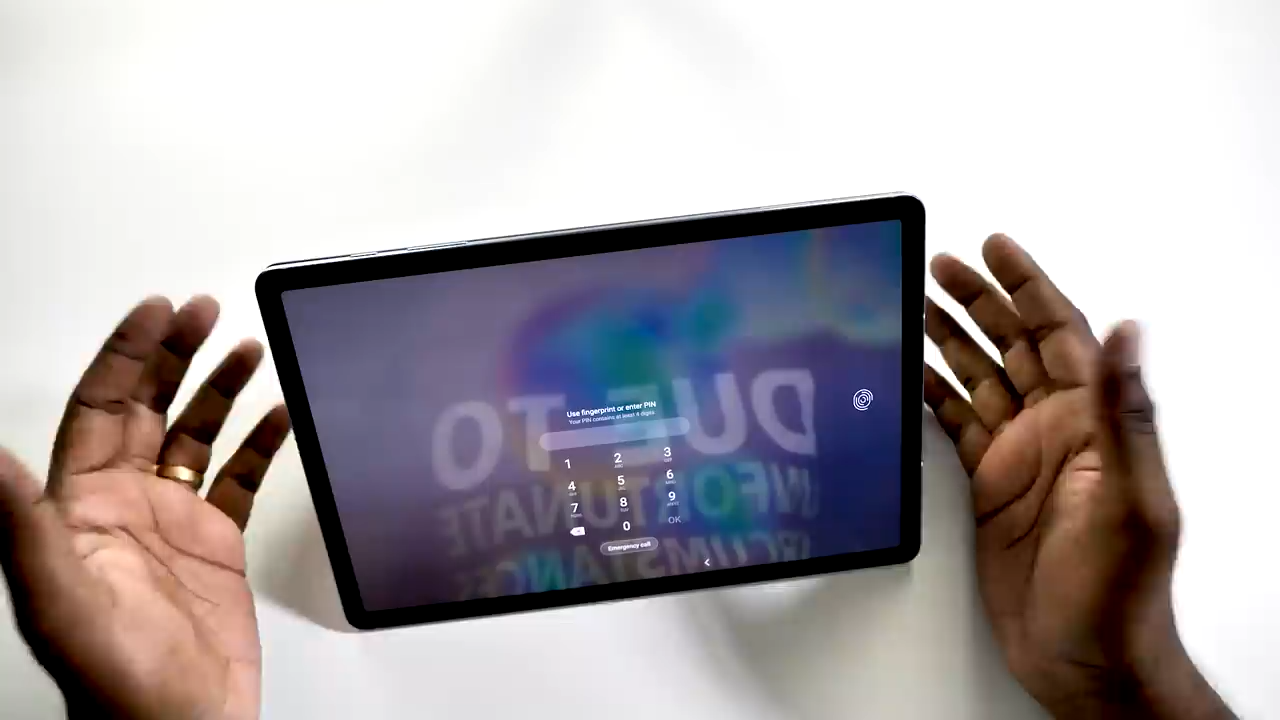 Use fingerprint or enter PIN
Your PIN contains at least 4 digits
DUE TO
UNFORTUNATE
CIRCUMSTANCES
1 2 3
4 5 6
7 8 9
0 OK
Emergency call